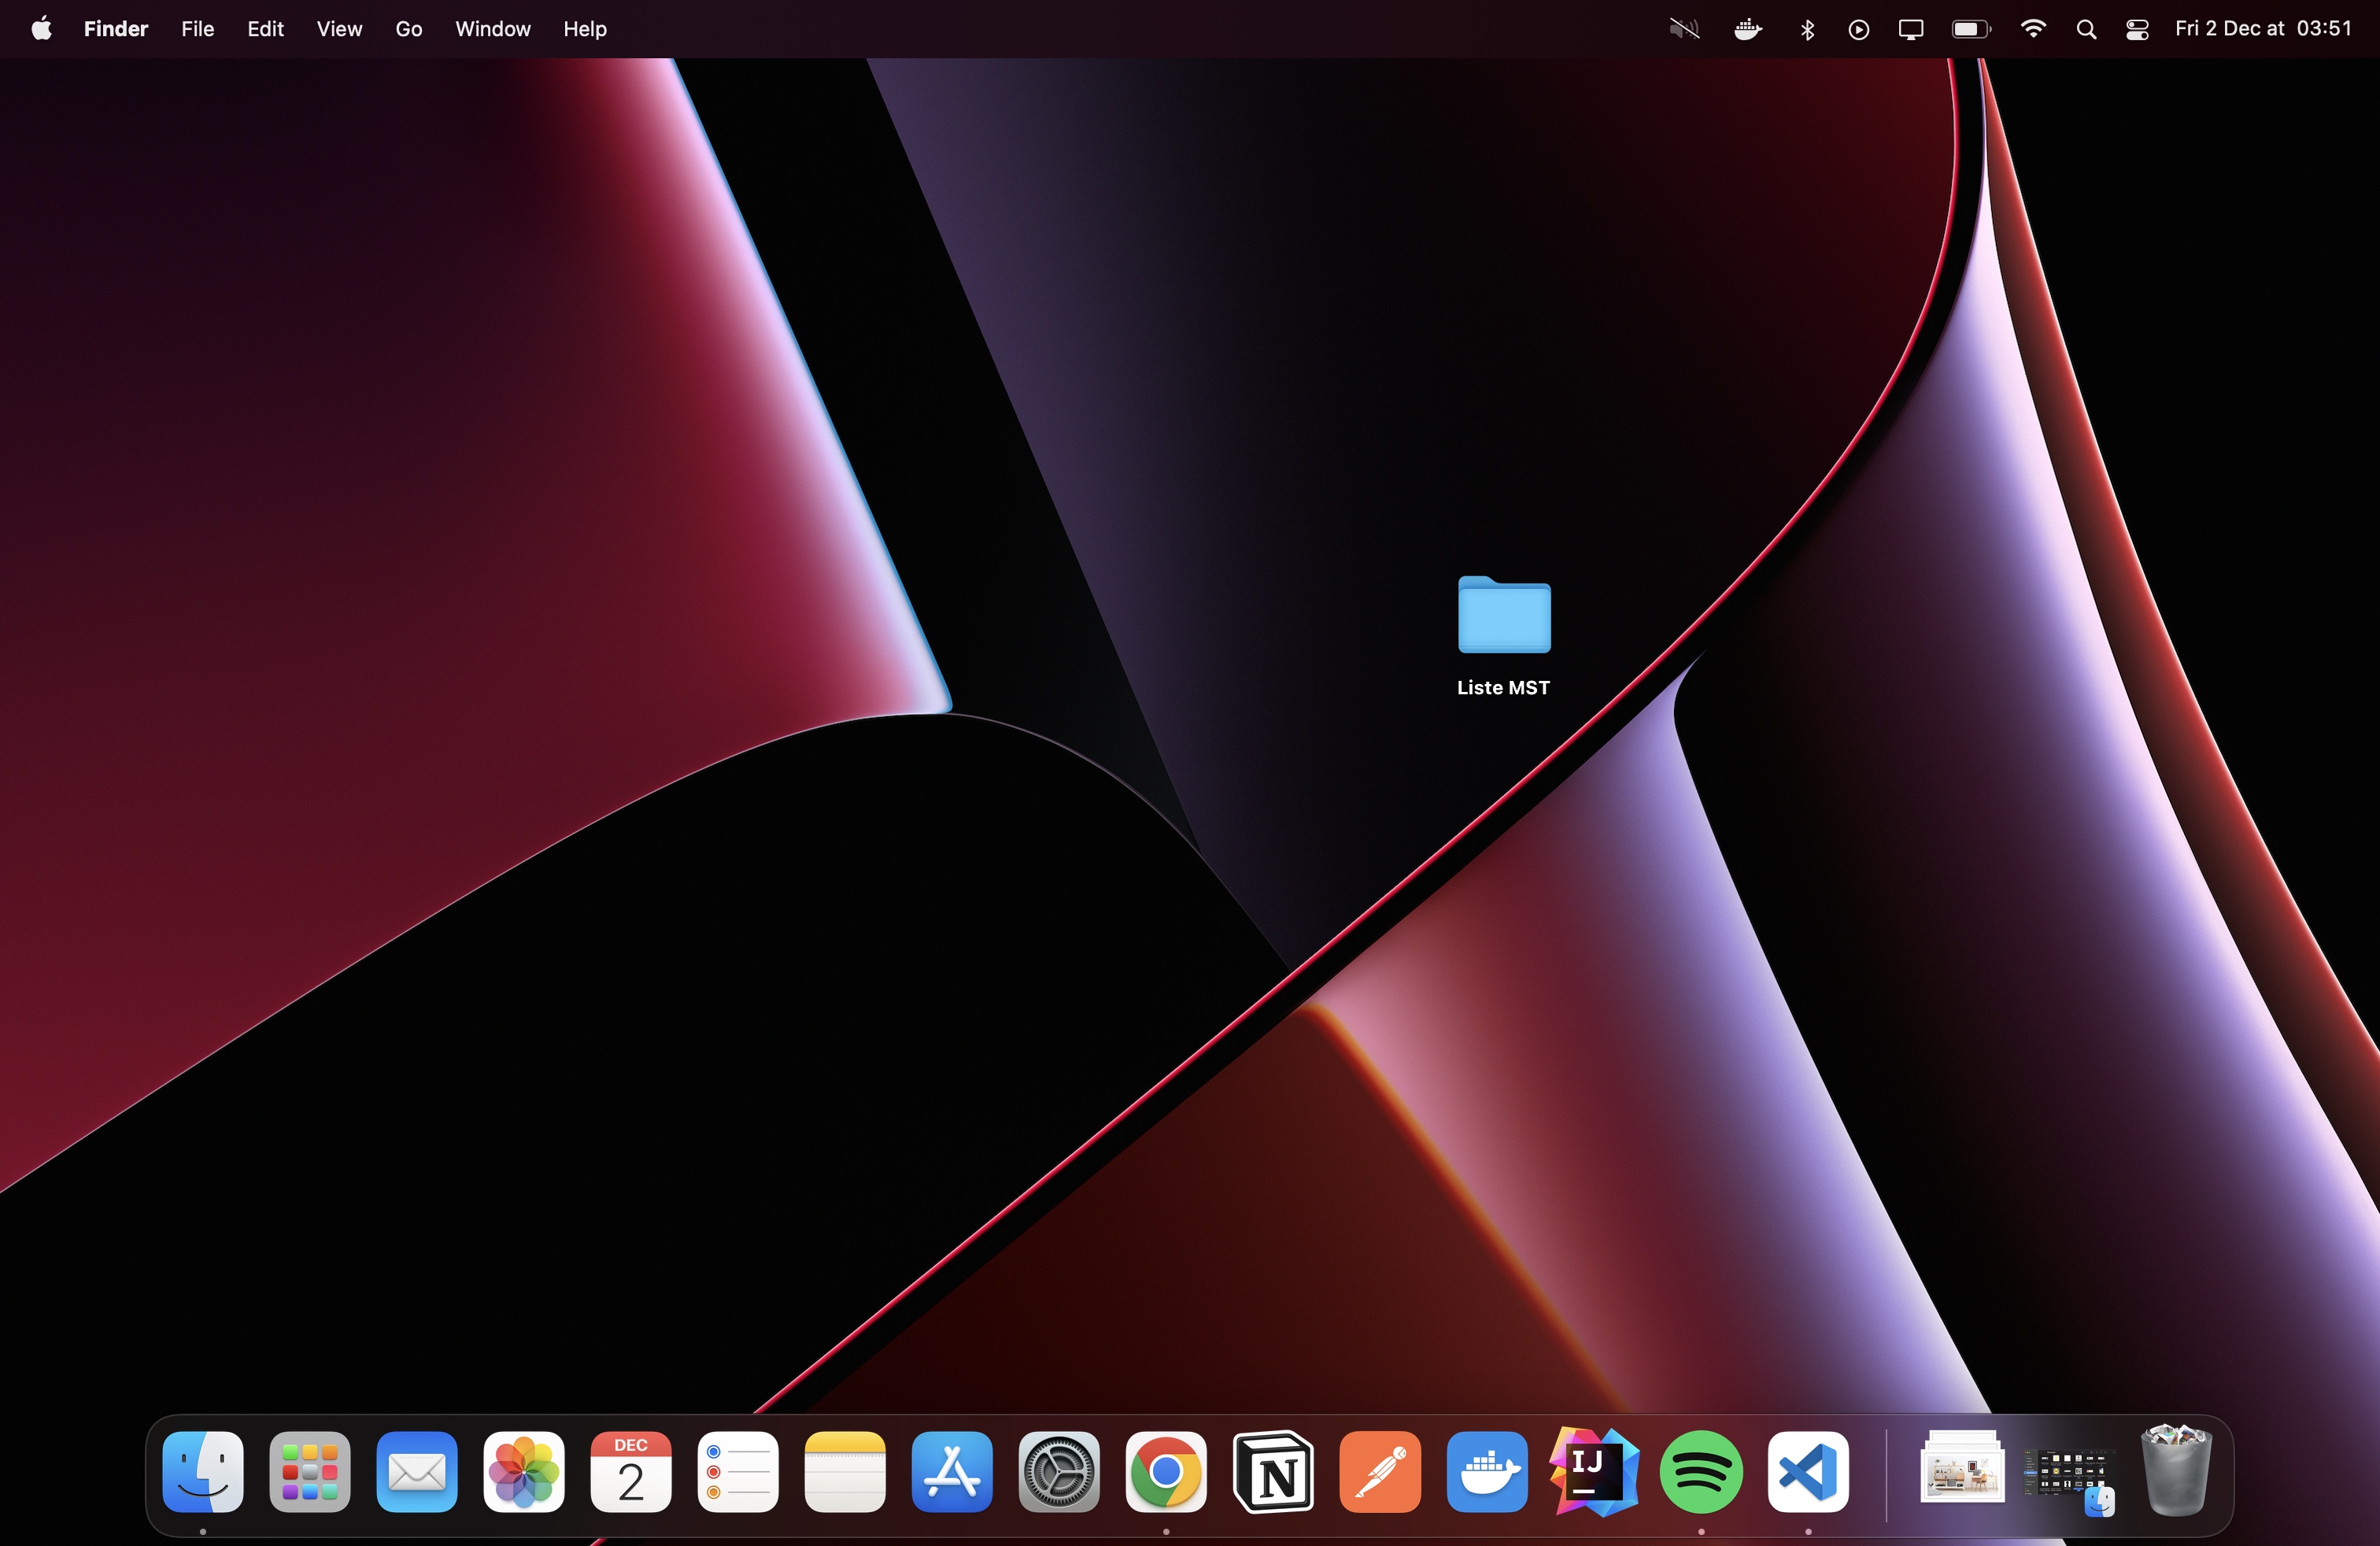 Finder File Edit View Go Window Help Fri 2 Dec at 03:51
Liste MST
DEC
2
N
IJ